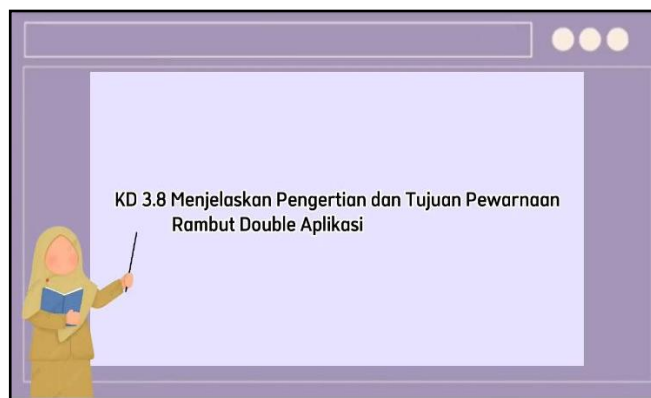 KD 3.8 Menjelaskan Pengertian dan Tujuan Pewarnaan
Rambut Double Aplikasi